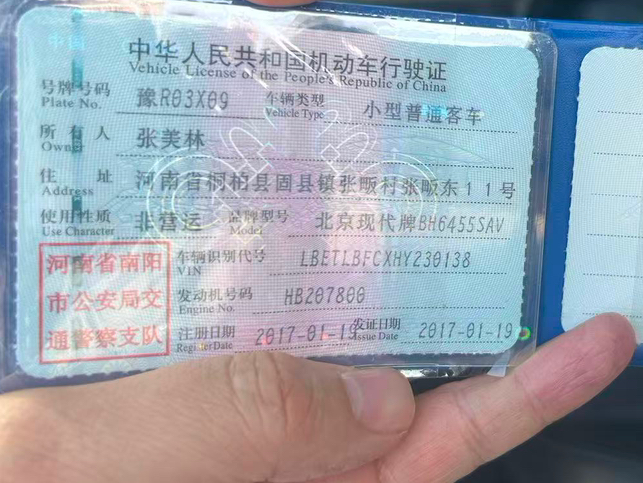 中国
中华人民共和国机动车行驶证
Vehicle License of the People's Republic of China
号牌号码 豫R03X09 车辆类型 小型普通客车
Plate No. Vehicle Type
所有人 张美林
Owner
住址 河南省桐柏县固县镇张畈村张畈东11号
Address
使用性质 非营运 品牌型号 北京现代牌BH6455SAV
Use Character Model
河南省南阳 车辆识别代号 LBETLBFCXHY230138
VIN
市公安局交 发动机号码 HB207800
Engine No.
通警察支队 注册日期 2017-01-19 发证日期 2017-01-19
Register Date Issue Date